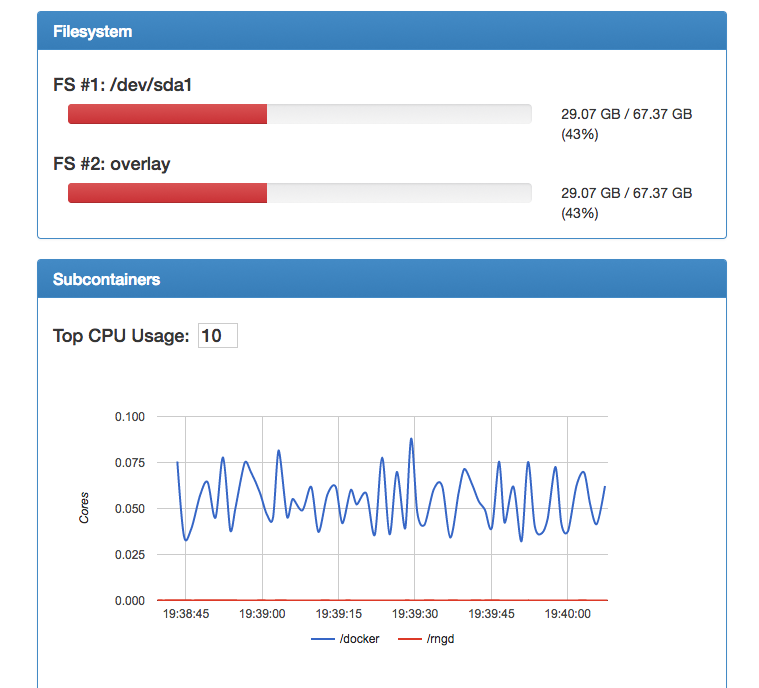 Filesystem
FS #1: /dev/sda1
29.07 GB / 67.37 GB
(43%)
FS #2: overlay
29.07 GB / 67.37 GB
(43%)
Subcontainers
Top CPU Usage: 10
0.100
0.075
0.050
0.025
0.000
Cores
19:38:45 19:39:00 19:39:15 19:39:30 19:39:45 19:40:00
/docker /rngd